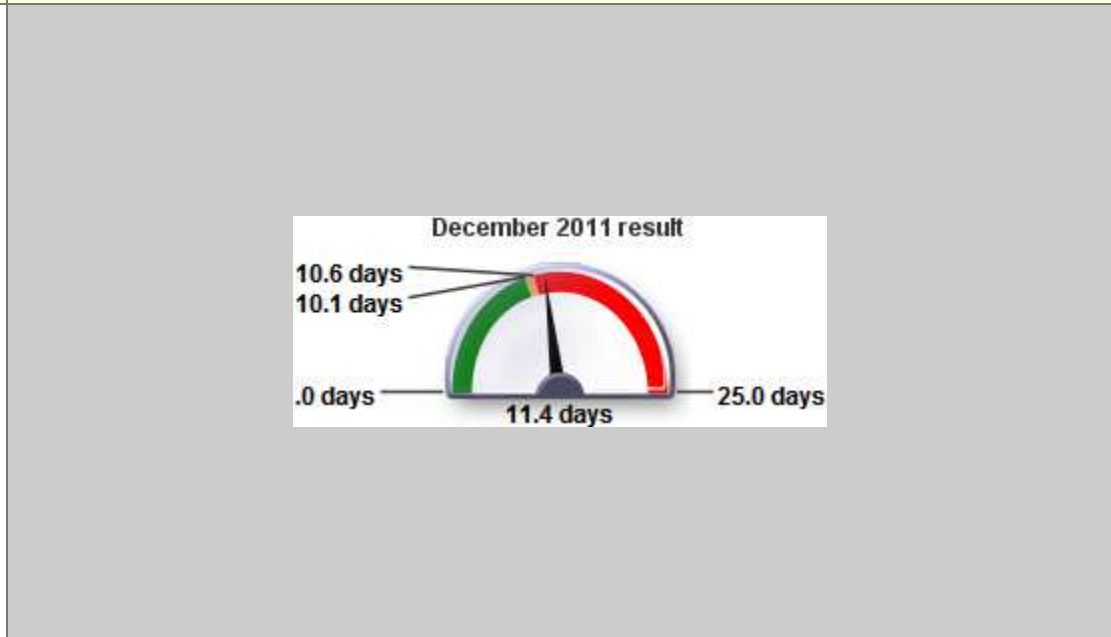 December 2011 result
10.6 days
10.1 days
.0 days
25.0 days
11.4 days